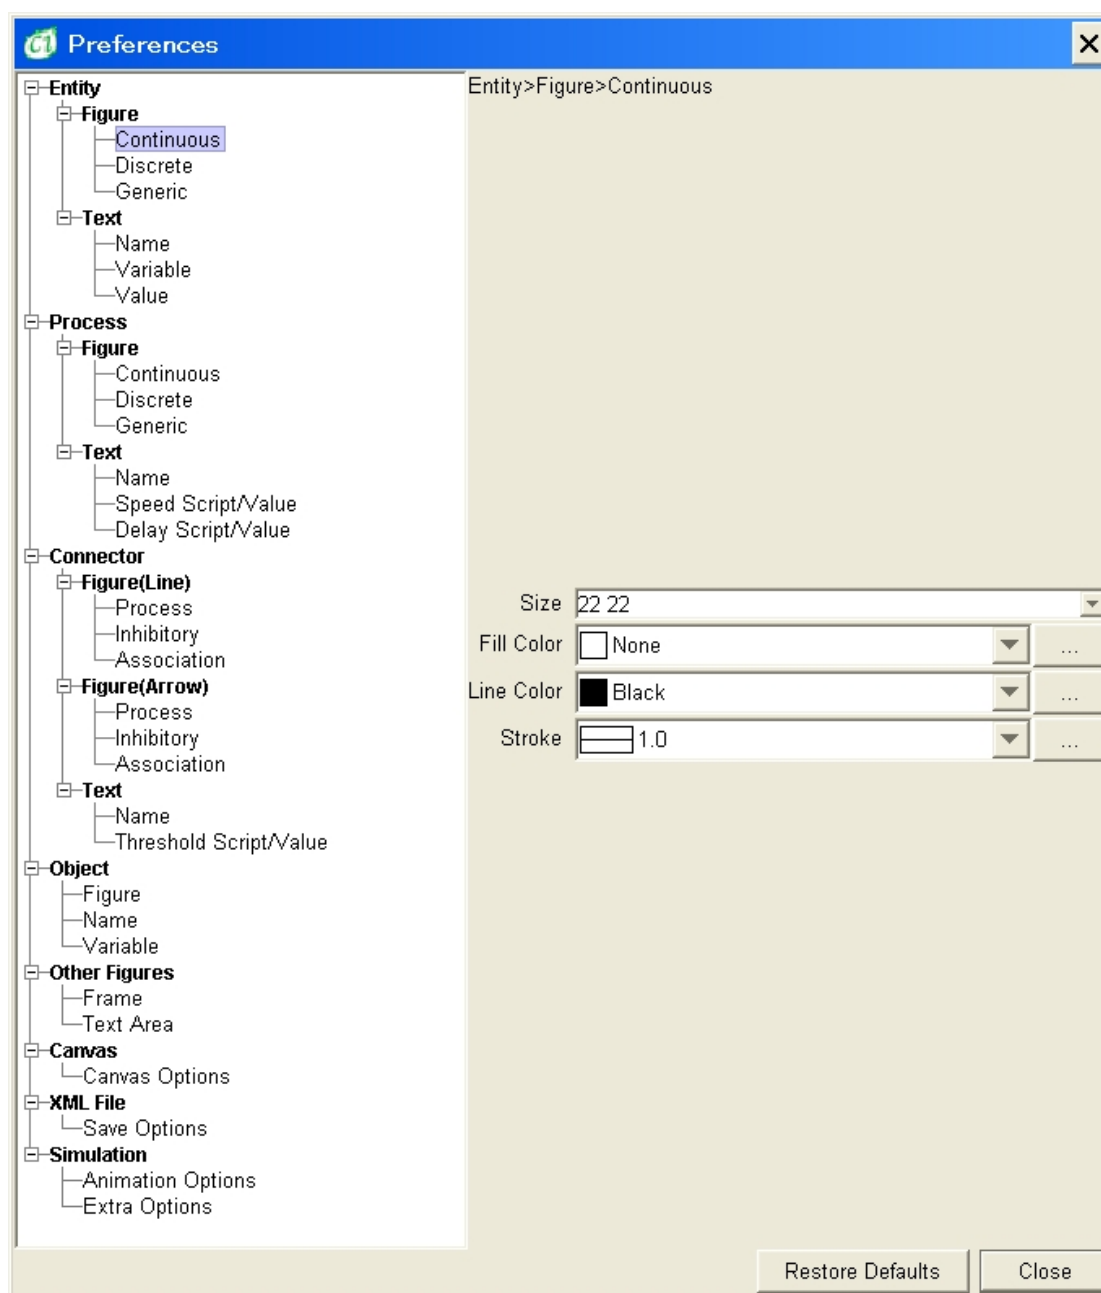 CI Preferences
Entity
Figure
Continuous
Discrete
Generic
Text
Name
Variable
Value
Process
Figure
Continuous
Discrete
Generic
Text
Name
Speed Script/Value
Delay Script/Value
Connector
Figure(Line)
Process
Inhibitory
Association
Figure(Arrow)
Process
Inhibitory
Association
Text
Name
Threshold Script/Value
Object
Figure
Name
Variable
Other Figures
Frame
Text Area
Canvas
Canvas Options
XML File
Save Options
Simulation
Animation Options
Extra Options
Entity>Figure>Continuous
Size 22 22
Fill Color None ...
Line Color Black ...
Stroke 1.0 ...
Restore Defaults Close